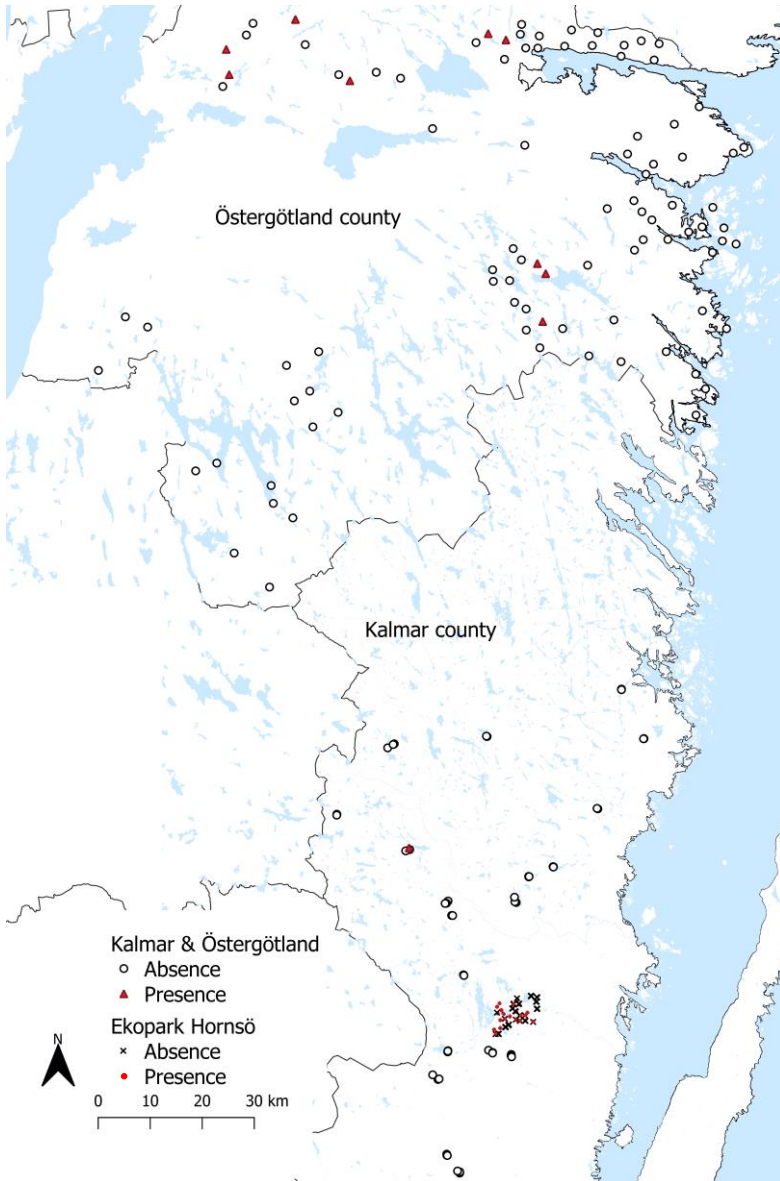 Östergötland county
Kalmar county
Kalmar & Östergötland
Absence
Presence
Ekopark Hornsö
Absence
Presence
N
0 10 20 30 km